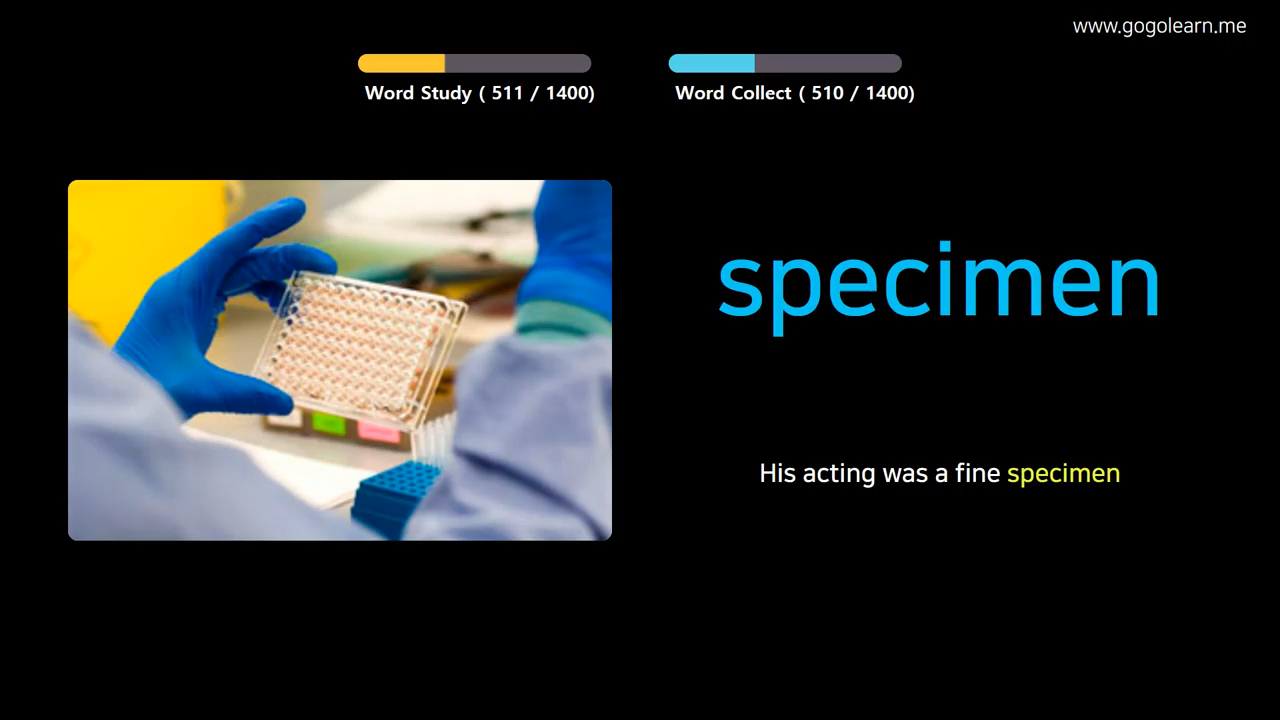 www.gogolearn.me
Word Study ( 511 / 1400)
Word Collect ( 510 / 1400)
specimen
His acting was a fine specimen